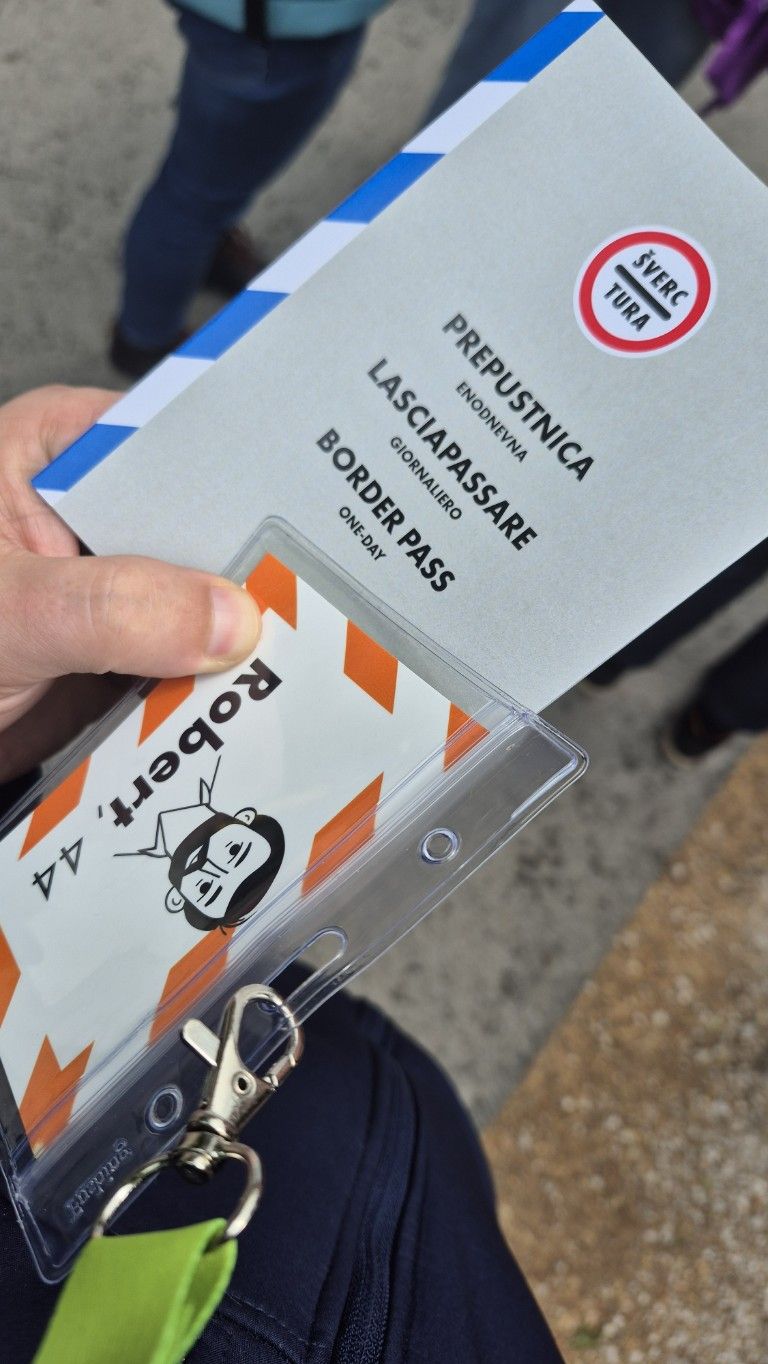 ŠVERC
TURA
PREPUSTNICA
ENODNEVNA
LASCIAPASSARE
GIORNALIERO
BORDER PASS
ONE-DAY
Robert, 44